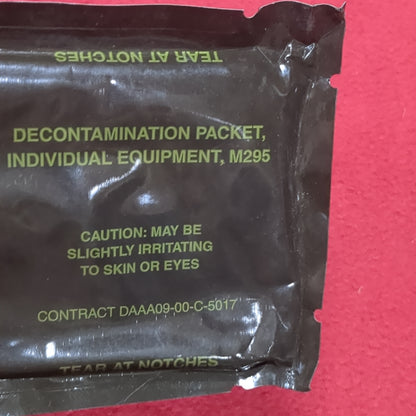 TEAR AT NOTCHES
DECONTAMINATION PACKET,
INDIVIDUAL EQUIPMENT, M295
CAUTION: MAY BE
SLIGHTLY IRRITATING
TO SKIN OR EYES
CONTRACT DAAA09-00-C-5017
TEAR AT NOTCHES